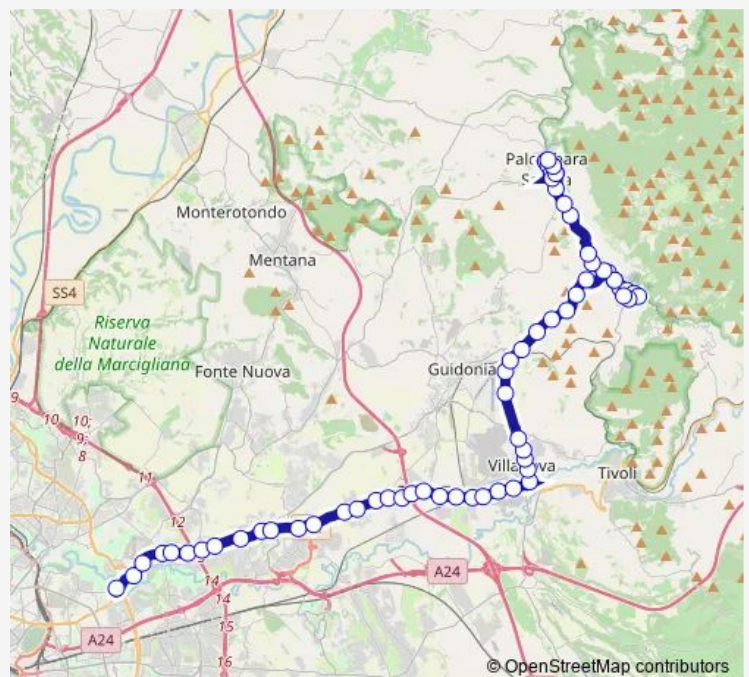 Monterotondo
Mentana
SS4
Riserva
Naturale
della Marcigliana
Fonte Nuova
Guidonia
9
10
10;
9;
8
11
Tivoli
12
14
14
A24
15
A24
16
© OpenStreetMap contributors